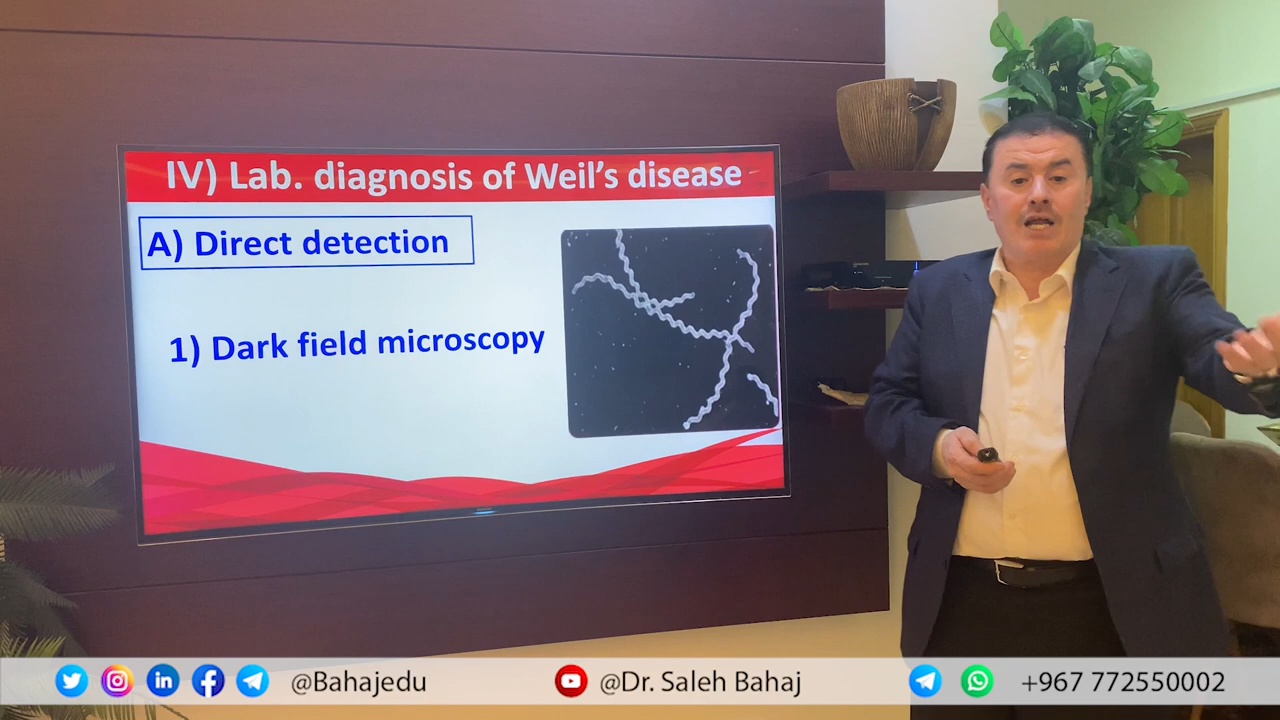 IV) Lab. diagnosis of Weil’s disease
A) Direct detection
1) Dark field microscopy
@Bahajedu @Dr. Saleh Bahaj +967 772550002